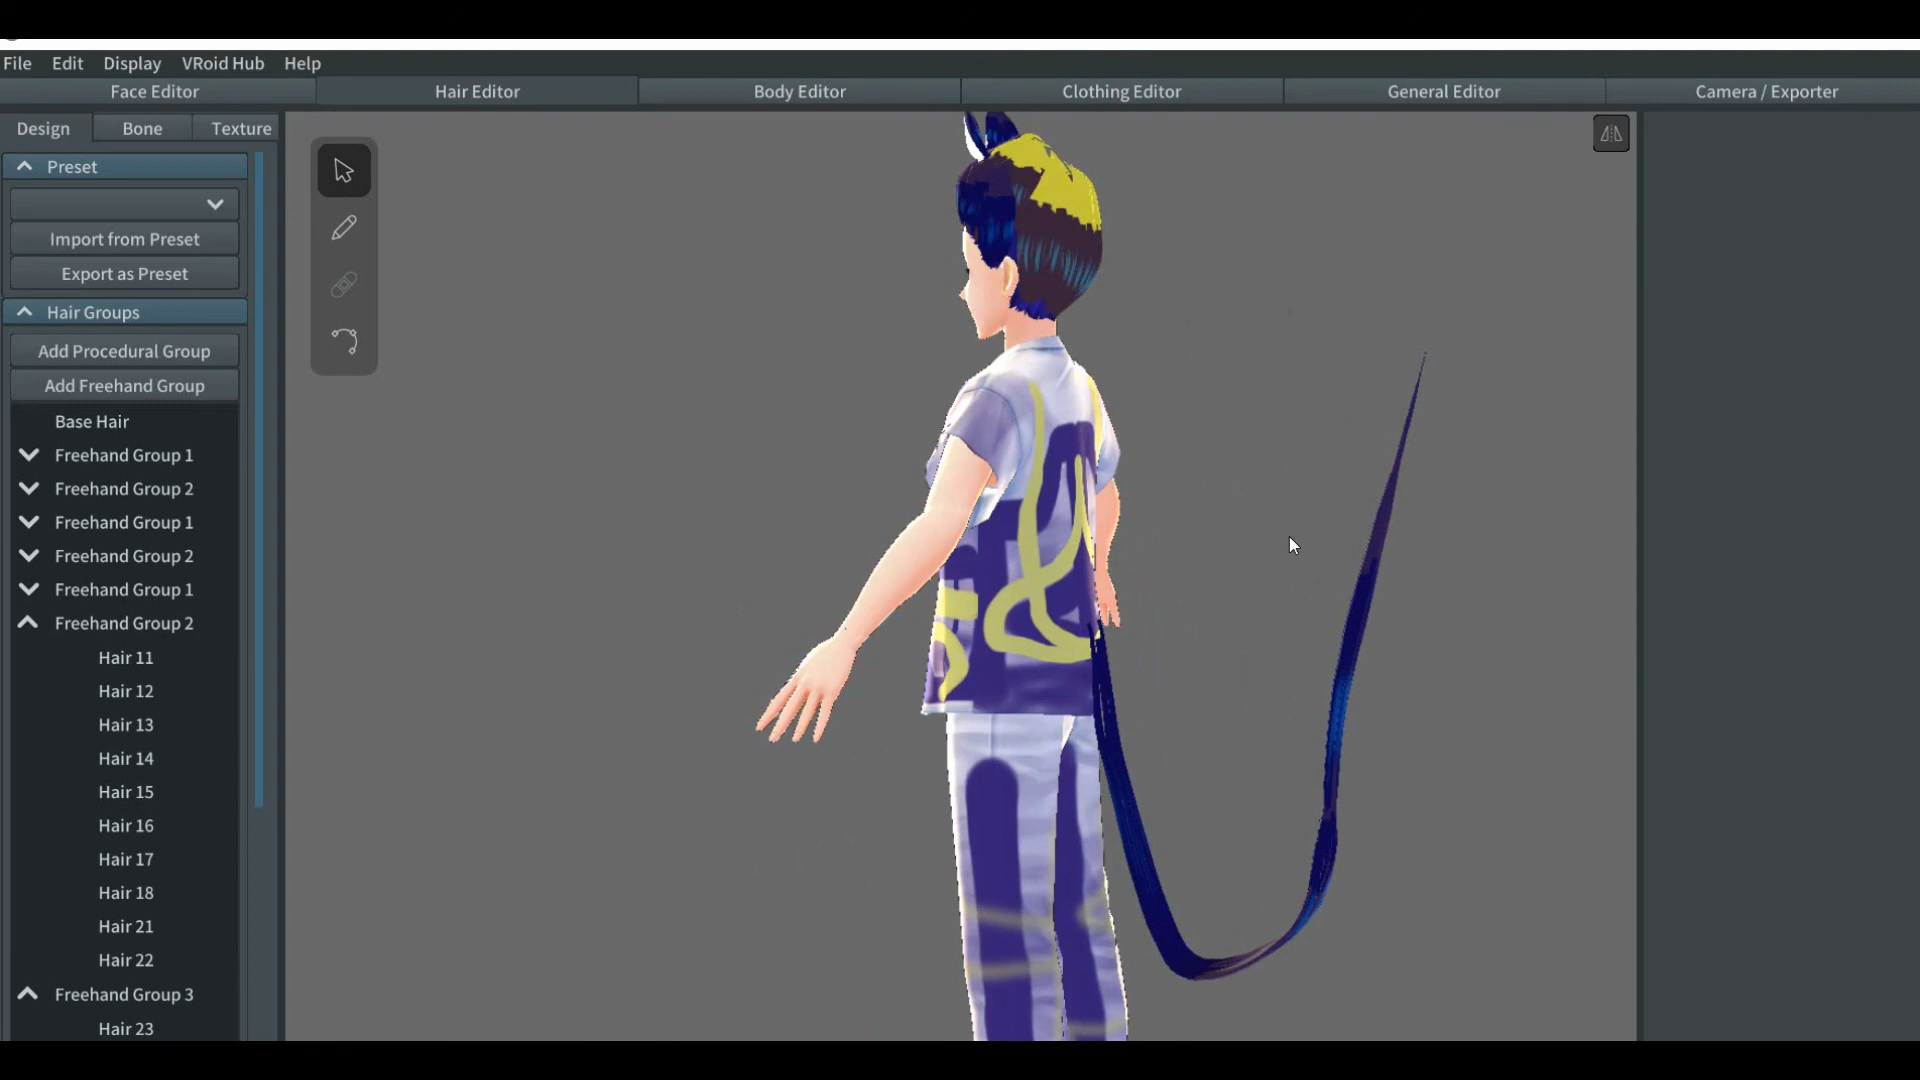 File Edit Display VRoid Hub Help
Face Editor Hair Editor Body Editor Clothing Editor General Editor Camera / Exporter
Design Bone Texture
Preset
Import from Preset
Export as Preset
Hair Groups
Add Procedural Group
Add Freehand Group
Base Hair
Freehand Group 1
Freehand Group 2
Freehand Group 1
Freehand Group 2
Freehand Group 1
Freehand Group 2
Hair 11
Hair 12
Hair 13
Hair 14
Hair 15
Hair 16
Hair 17
Hair 18
Hair 21
Hair 22
Freehand Group 3
Hair 23